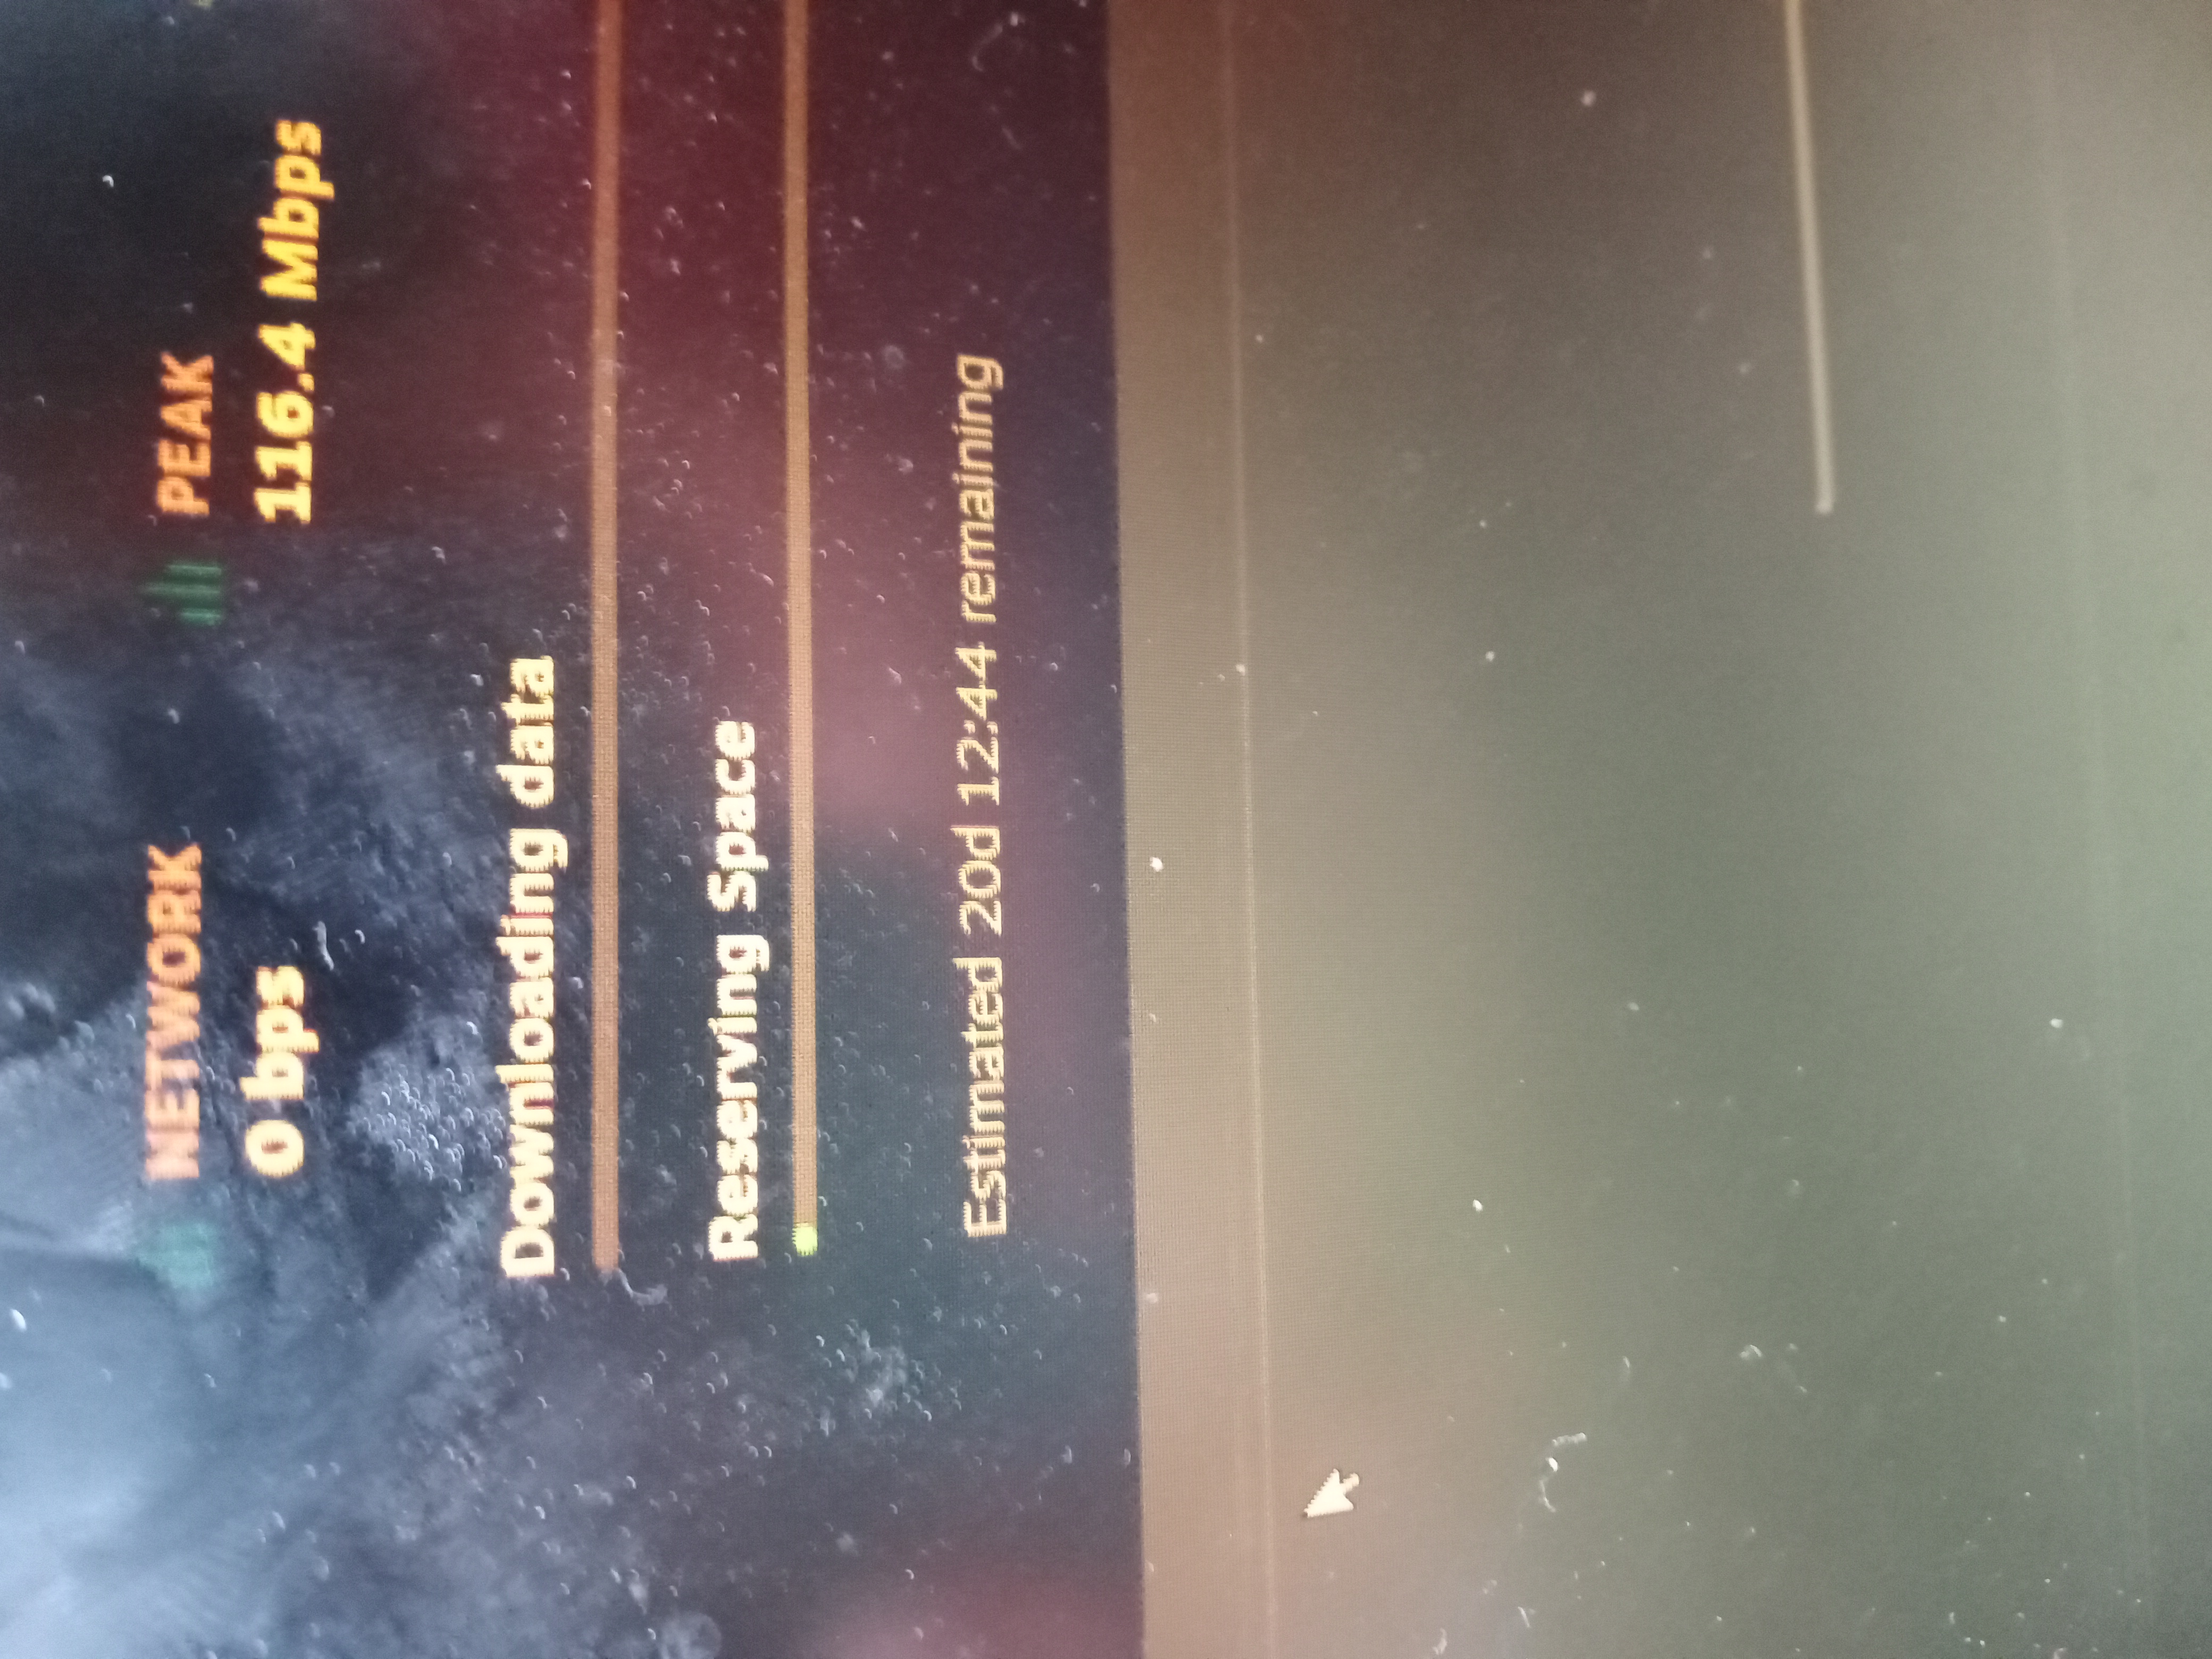 NETWORK
0 bps
PEAK
116.4 Mbps
Downloading data
Reserving Space
Estimated 20d 12:44 remaining